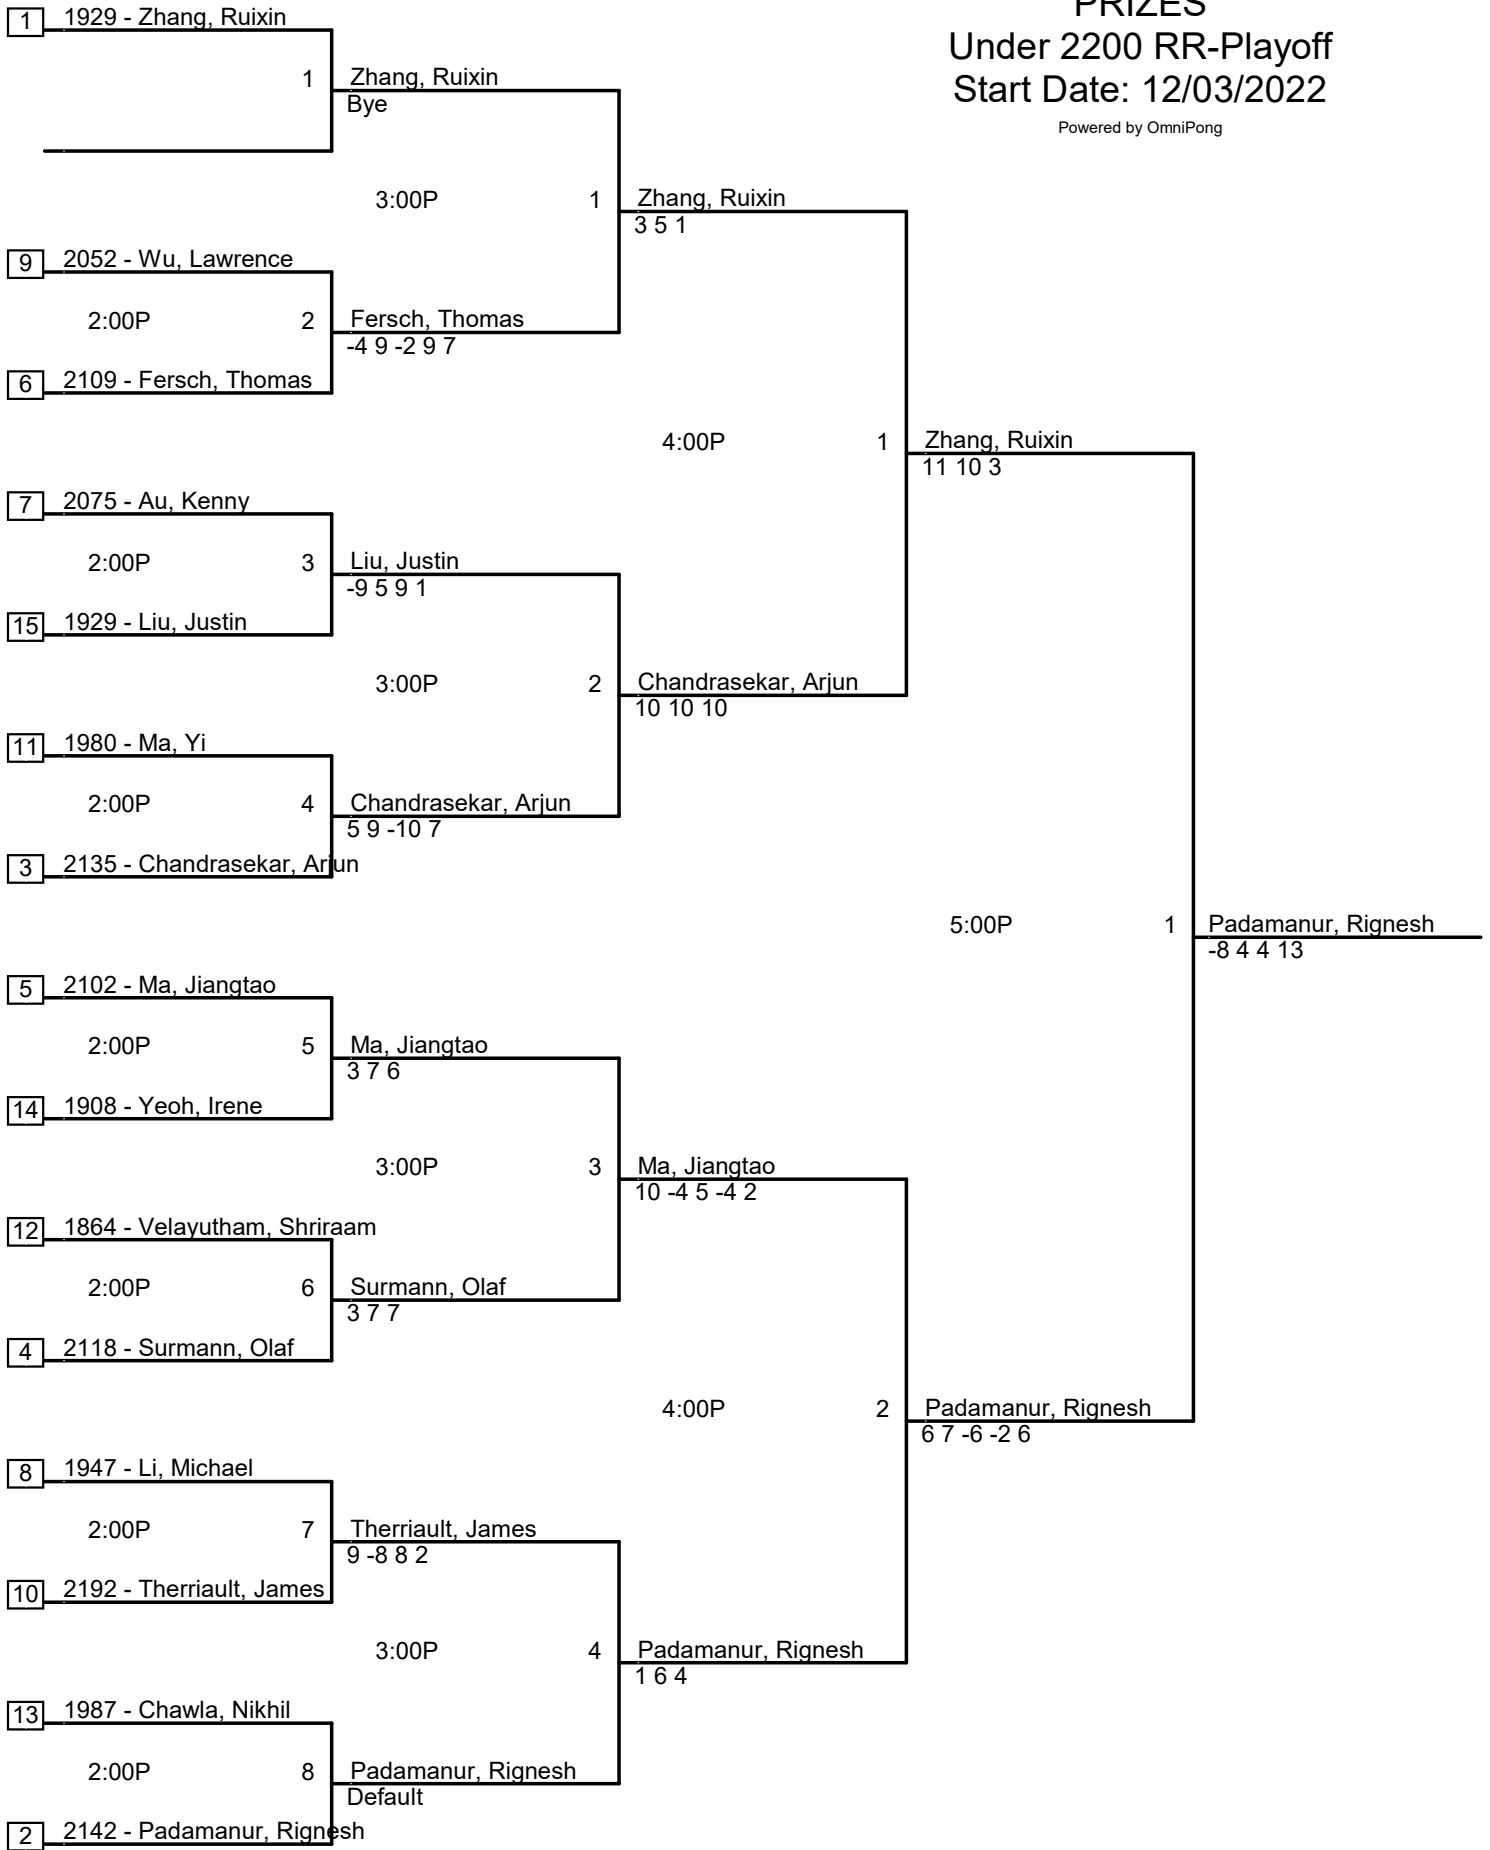 PRIZES
Under 2200 RR-Playoff
Start Date: 12/03/2022
Powered by OmniPong
1 1929 - Zhang, Ruixin
1 Zhang, Ruixin
Bye
3:00P 1 Zhang, Ruixin
3 5 1
9 2052 - Wu, Lawrence
2:00P 2 Fersch, Thomas
-4 9 -2 9 7
6 2109 - Fersch, Thomas
4:00P 1 Zhang, Ruixin
11 10 3
7 2075 - Au, Kenny
2:00P 3 Liu, Justin
-9 5 9 1
15 1929 - Liu, Justin
3:00P 2 Chandrasekar, Arjun
10 10 10
11 1980 - Ma, Yi
2:00P 4 Chandrasekar, Arjun
5 9 -10 7
3 2135 - Chandrasekar, Arjun
5:00P 1 Padamanur, Rignesh
-8 4 4 13
5 2102 - Ma, Jiangtao
2:00P 5 Ma, Jiangtao
3 7 6
14 1908 - Yeoh, Irene
3:00P 3 Ma, Jiangtao
10 -4 5 -4 2
12 1864 - Velayutham, Shriraam
2:00P 6 Surmann, Olaf
3 7 7
4 2118 - Surmann, Olaf
4:00P 2 Padamanur, Rignesh
6 7 -6 -2 6
8 1947 - Li, Michael
2:00P 7 Therriault, James
9 -8 8 2
10 2192 - Therriault, James
3:00P 4 Padamanur, Rignesh
1 6 4
13 1987 - Chawla, Nikhil
2:00P 8 Padamanur, Rignesh
Default
2 2142 - Padamanur, Rignesh